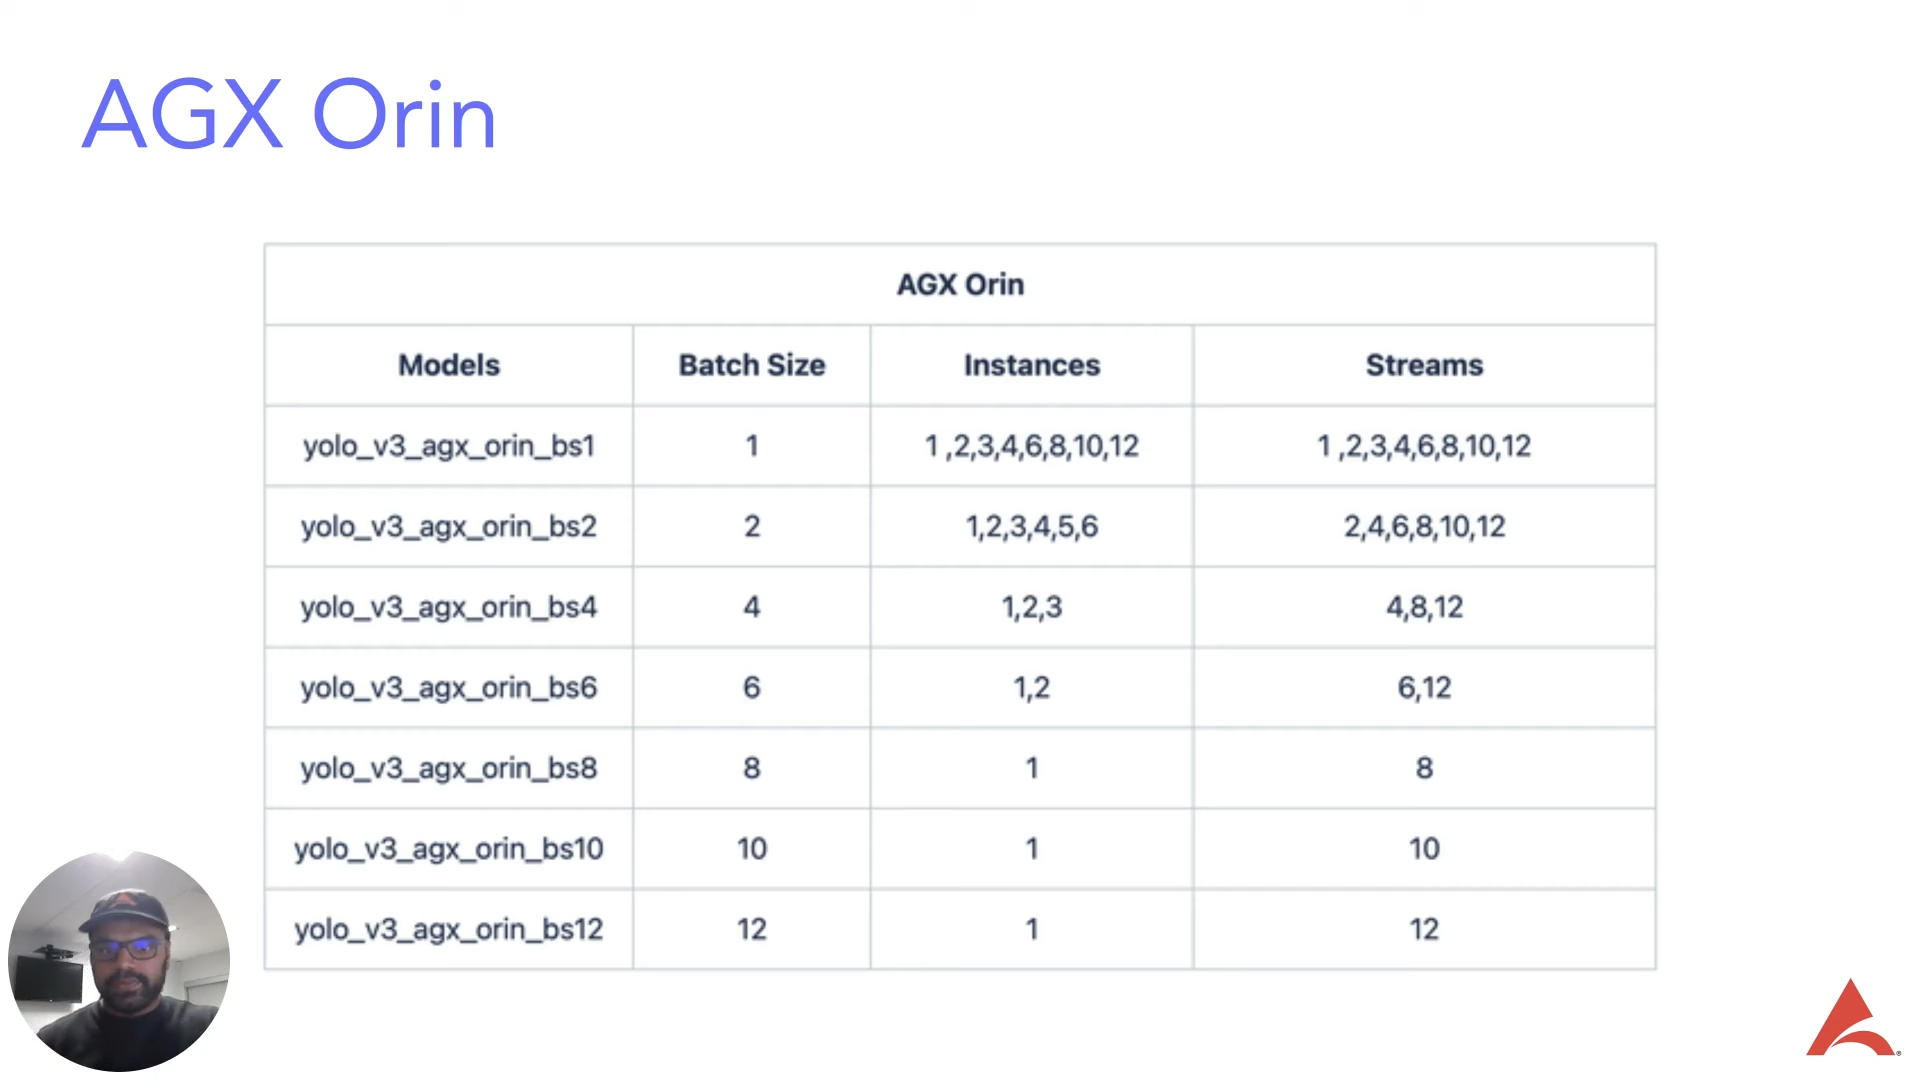 AGX Orin
AGX Orin
Models Batch Size Instances Streams
yolo_v3_agx_orin_bs1 1 1 ,2,3,4,6,8,10,12 1 ,2,3,4,6,8,10,12
yolo_v3_agx_orin_bs2 2 1,2,3,4,5,6 2,4,6,8,10,12
yolo_v3_agx_orin_bs4 4 1,2,3 4,8,12
yolo_v3_agx_orin_bs6 6 1,2 6,12
yolo_v3_agx_orin_bs8 8 1 8
yolo_v3_agx_orin_bs10 10 1 10
yolo_v3_agx_orin_bs12 12 1 12
®